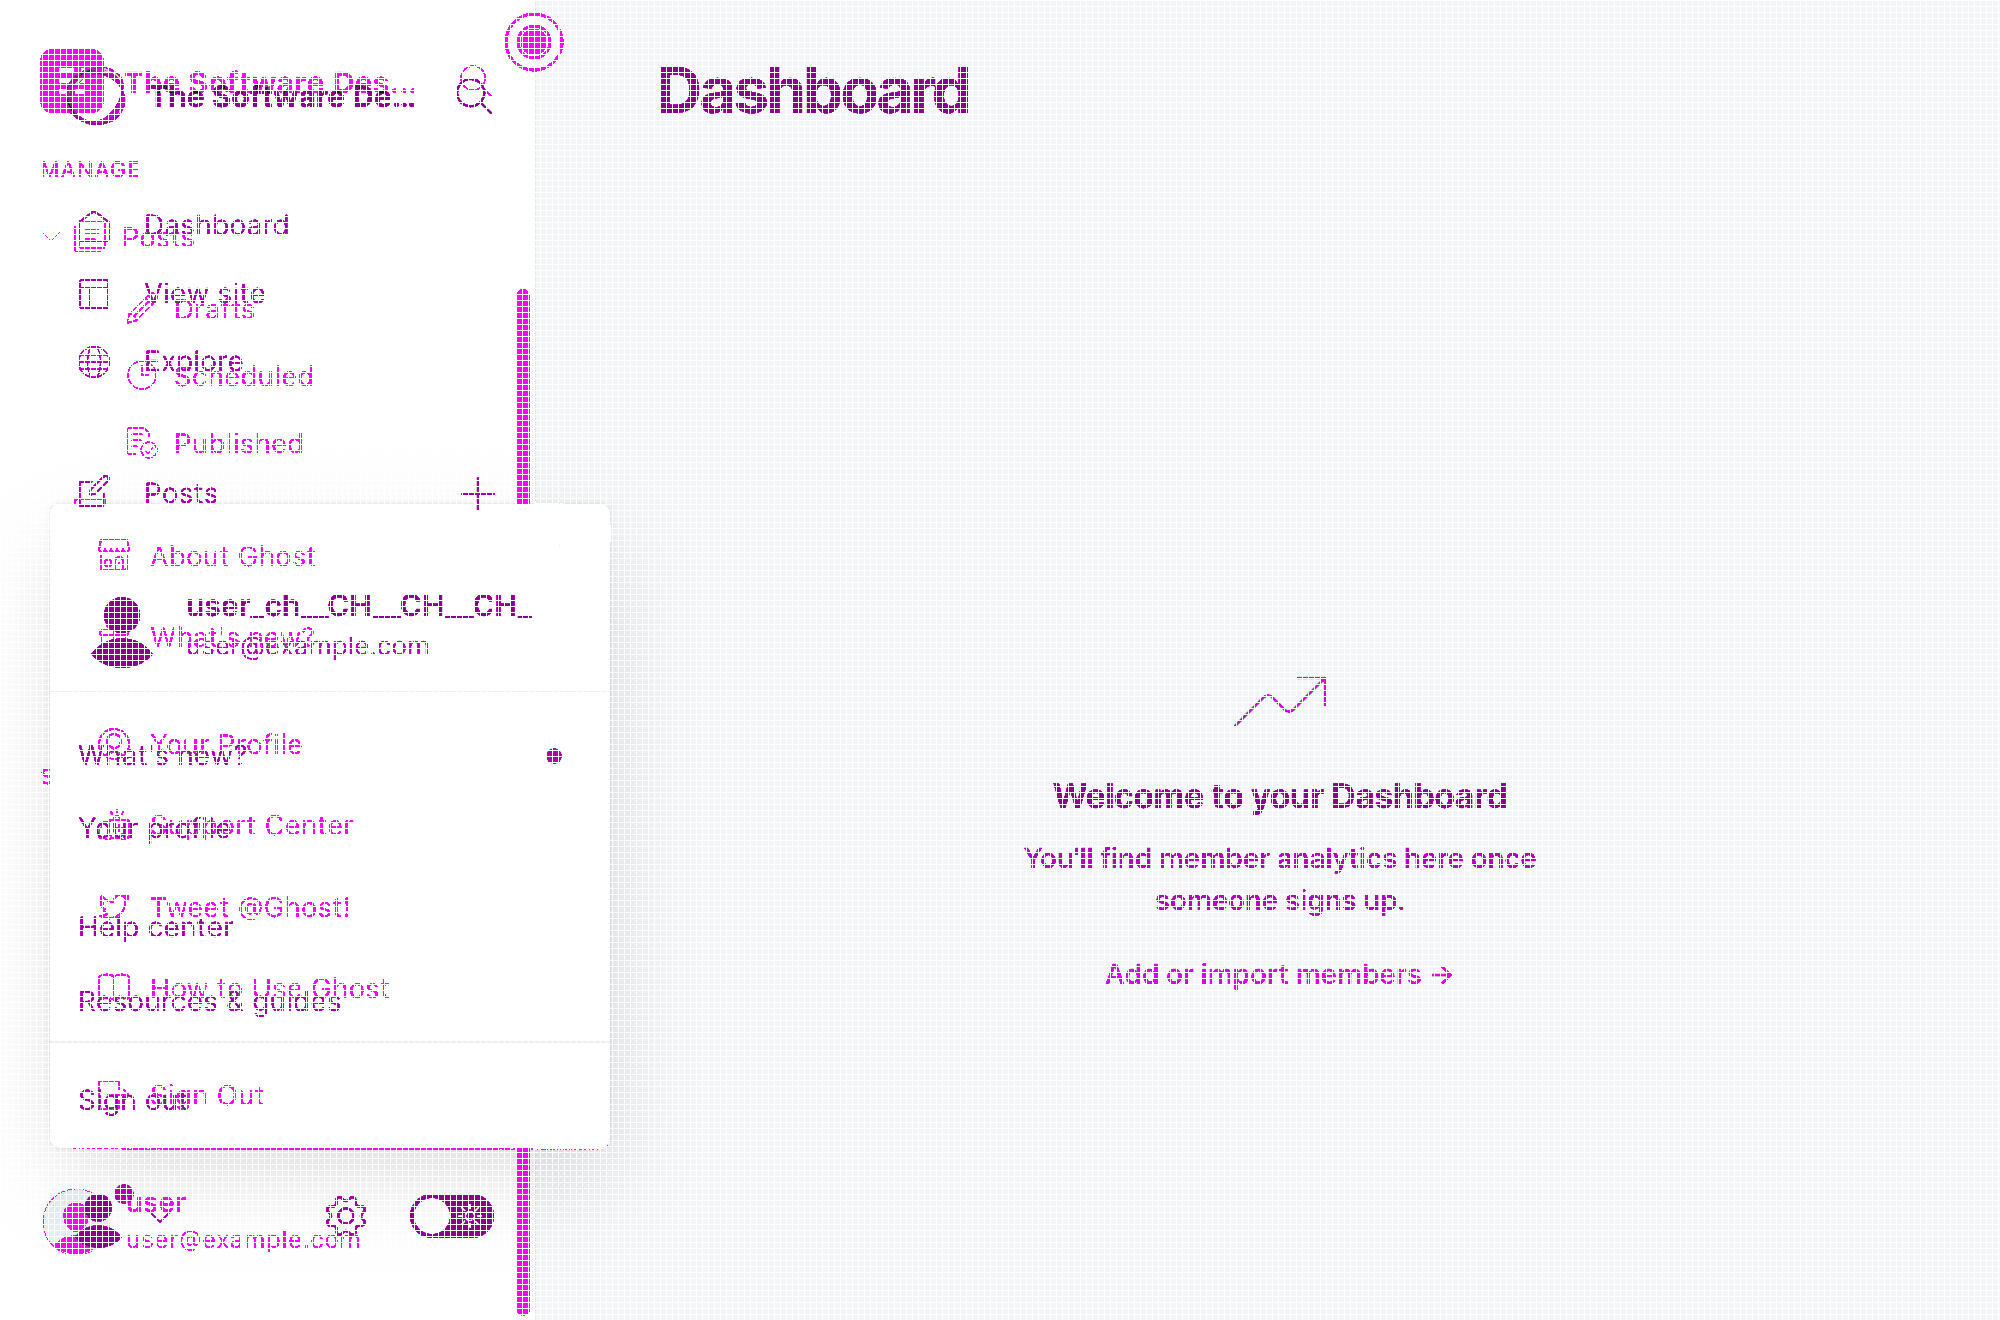 The Software Des...
The Software De...
Dashboard
MANAGE
Dashboard
Posts
View site
Drafts
Explore
Scheduled
Published
Posts
About Ghost
user_ch__CH__CH__CH_
What's new?
user@example.com
Your Profile
What's new?
Welcome to your Dashboard
Support Center
Your profile
You'll find member analytics here once
someone signs up.
Tweet @Ghost!
Help center
Add or import members →
How to Use Ghost
Resources & guides
Sign Out
Sign out
user
user@example.com